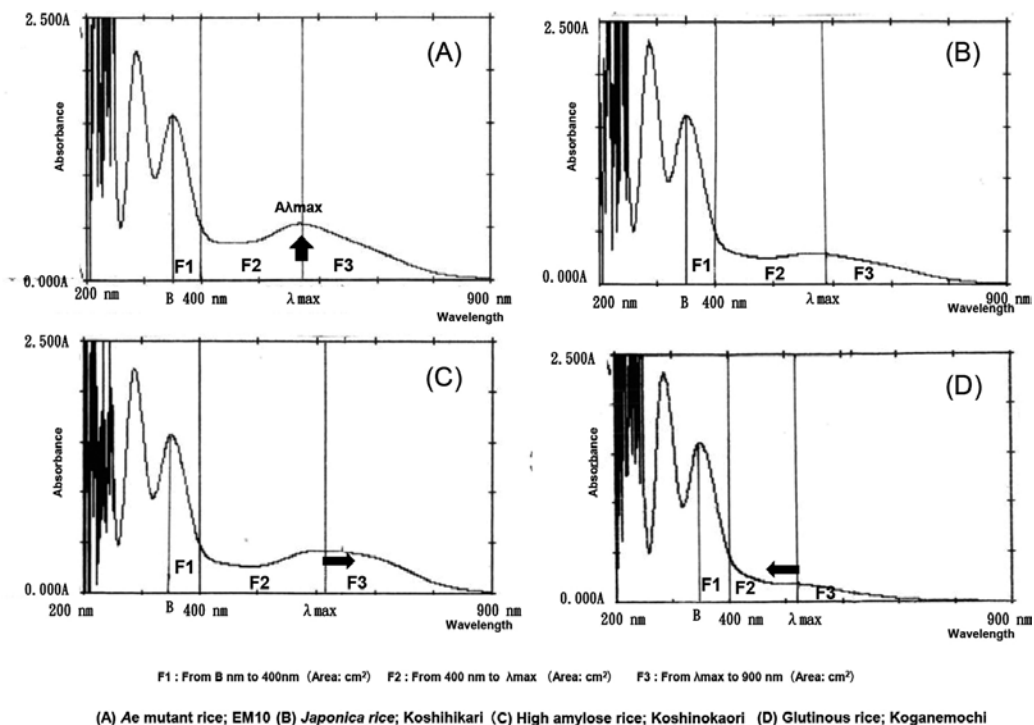 2.500A
(A)
Absorbance
Aλmax
F1 F2 F3
0.000A
200 nm B 400 nm λ max 900 nm
Wavelength
2.500A
(B)
Absorbance
F1 F2 F3
0.000A
200 nm B 400 nm λ max 900 nm
Wavelength
2.500A
(C)
Absorbance
F1 F2 F3
0.000A
200 nm B 400 nm λ max 900 nm
Wavelength
2.500A
(D)
Absorbance
F1 F2 F3
0.000A
200 nm B 400 nm λ max 900 nm
Wavelength
F1 : From B nm to 400nm (Area: cm²) F2 : From 400 nm to λmax (Area: cm²) F3 : From λmax to 900 nm (Area: cm²)
(A) Ae mutant rice; EM10 (B) Japonica rice; Koshihikari (C) High amylose rice; Koshinokaori (D) Glutinous rice; Koganemochi